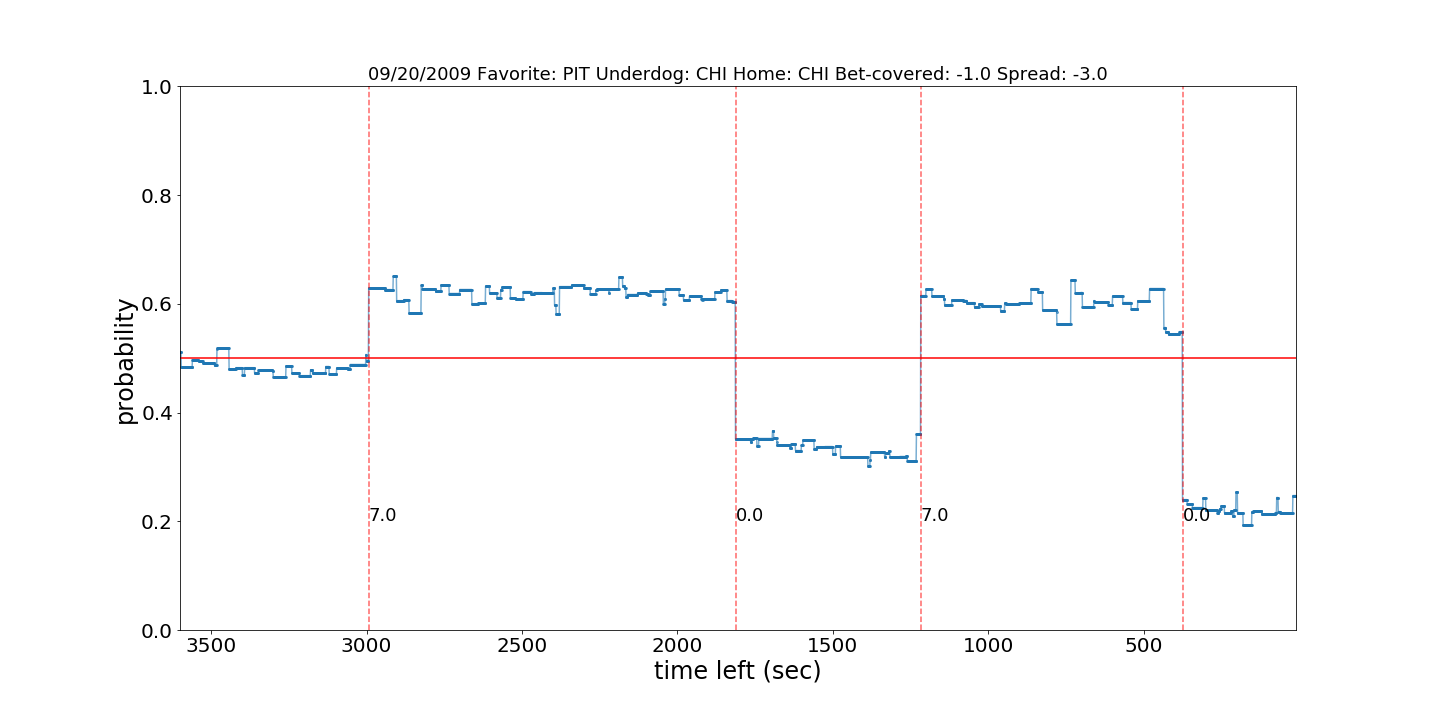 09/20/2009 Favorite: PIT Underdog: CHI Home: CHI Bet-covered: -1.0 Spread: -3.0
1.0
0.8
0.6
0.4
0.2
0.0
probability
7.0
0.0
7.0
0.0
3500 3000 2500 2000 1500 1000 500
time left (sec)